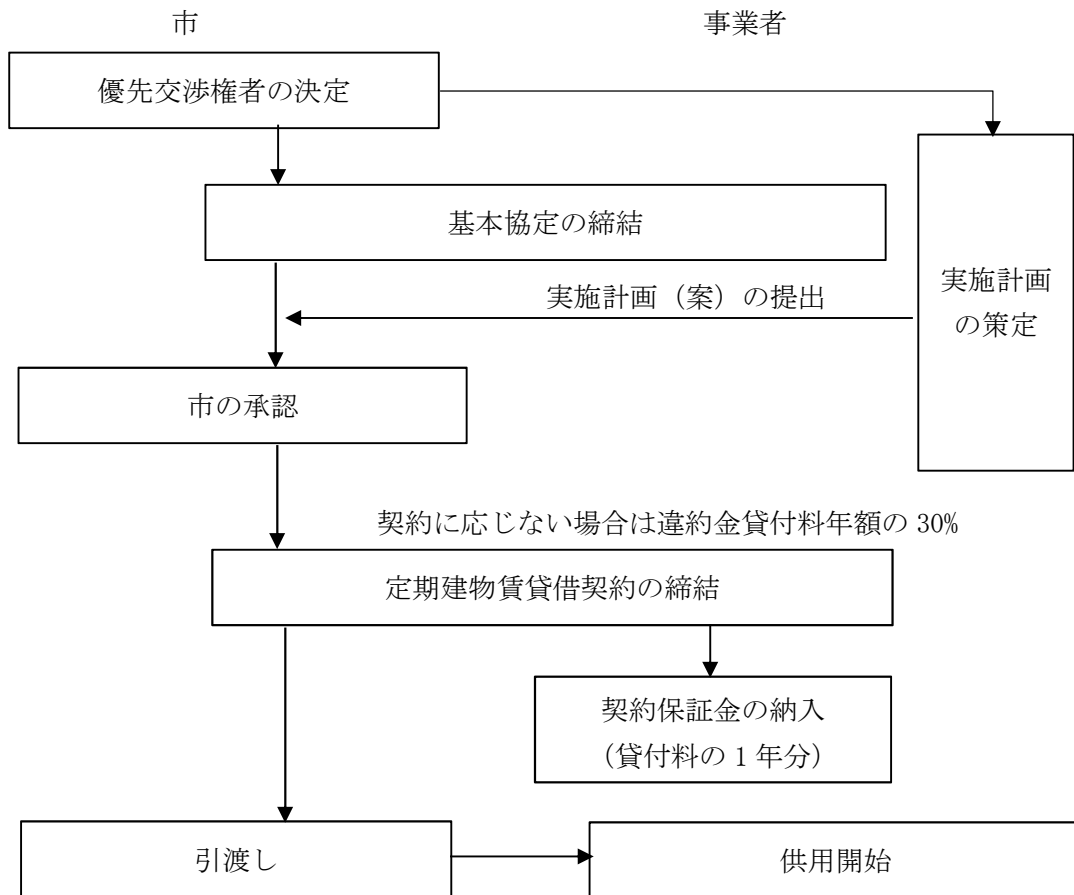 市
事業者
優先交渉権者の決定
基本協定の締結
実施計画
の策定
実施計画（案）の提出
市の承認
契約に応じない場合は違約金貸付料年額の 30%
定期建物賃貸借契約の締結
契約保証金の納入
（貸付料の 1 年分）
引渡し
供用開始